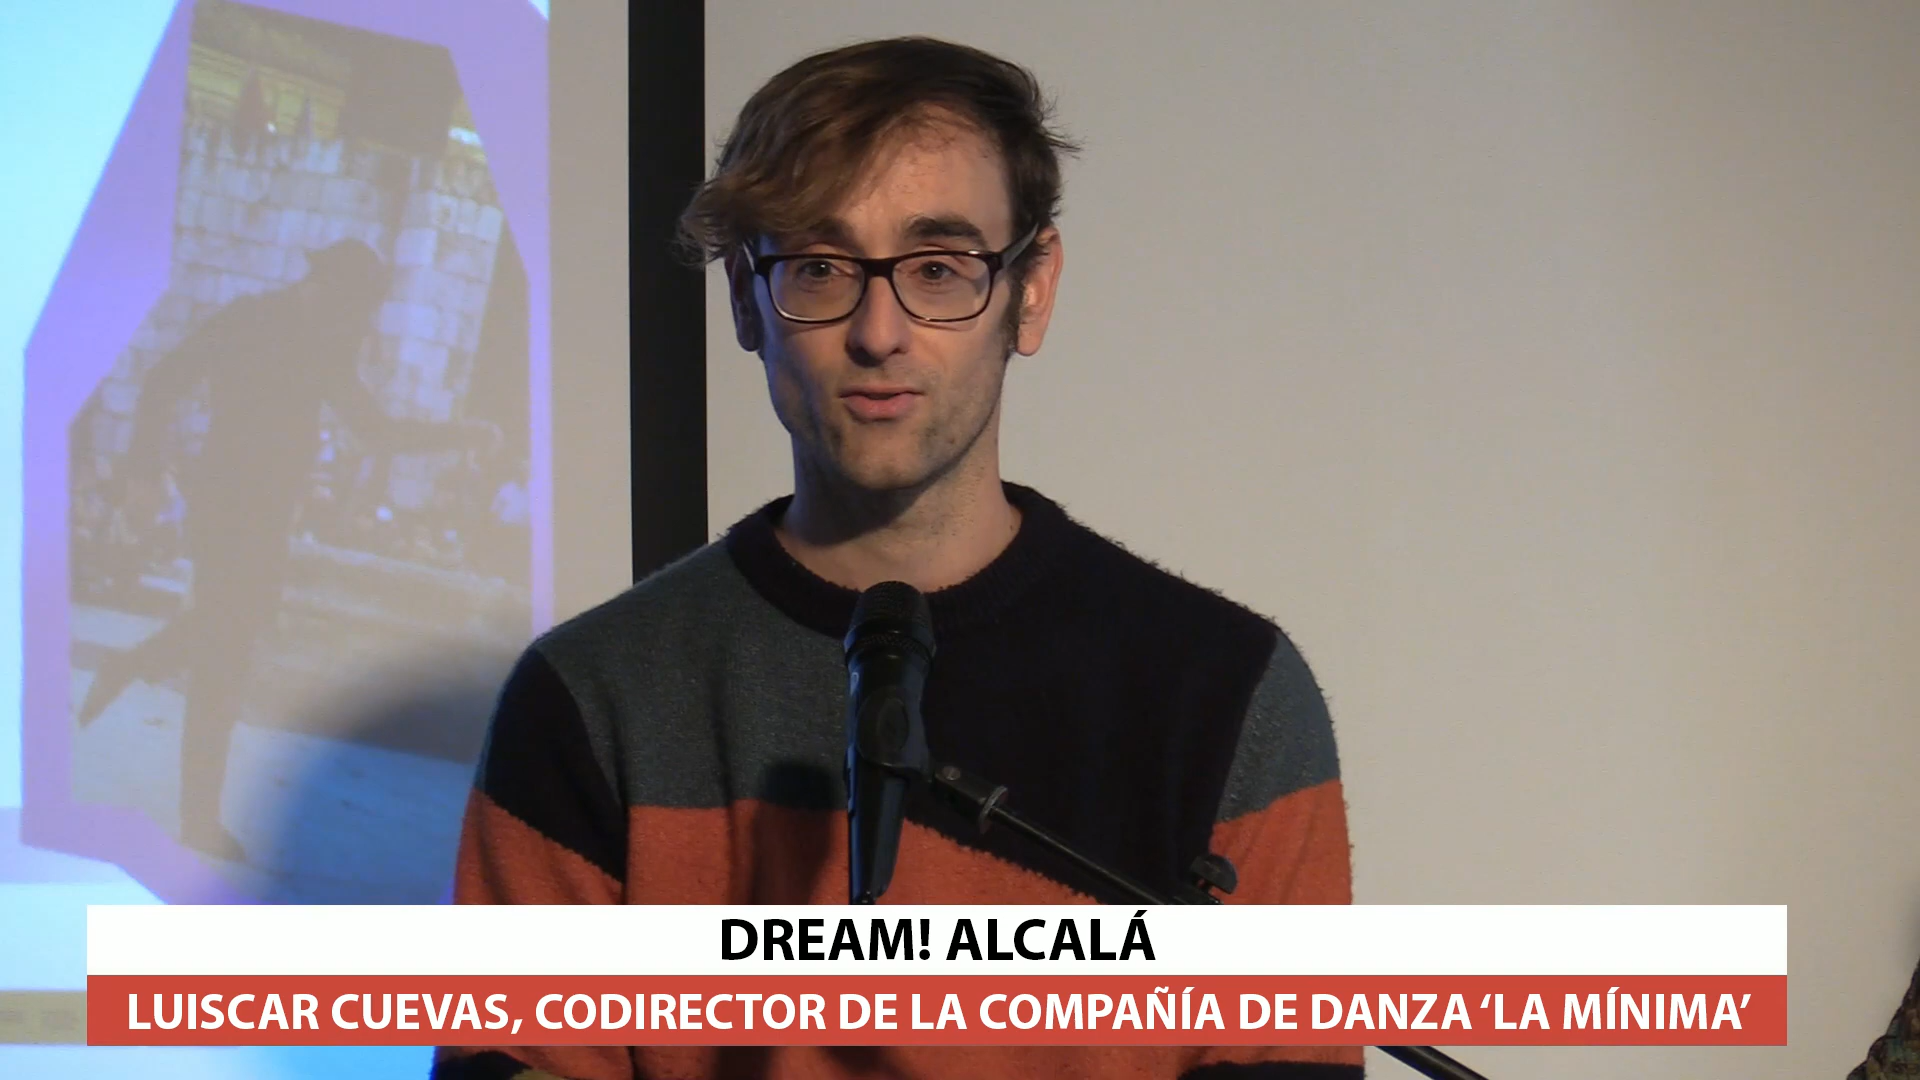 DREAM! ALCALÁ
LUISCAR CUEVAS, CODIRECTOR DE LA COMPAÑÍA DE DANZA ‘LA MÍNIMA’